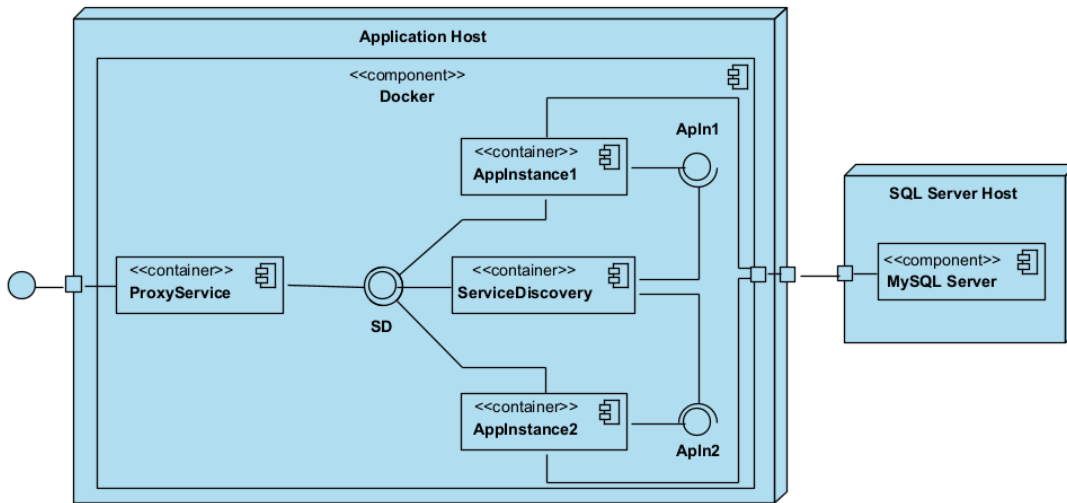 Application Host
<<component>>
Docker
ApIn1
<<container>>
AppInstance1
SQL Server Host
<<container>>
ProxyService
<<container>>
ServiceDiscovery
<<component>>
MySQL Server
SD
<<container>>
AppInstance2
ApIn2